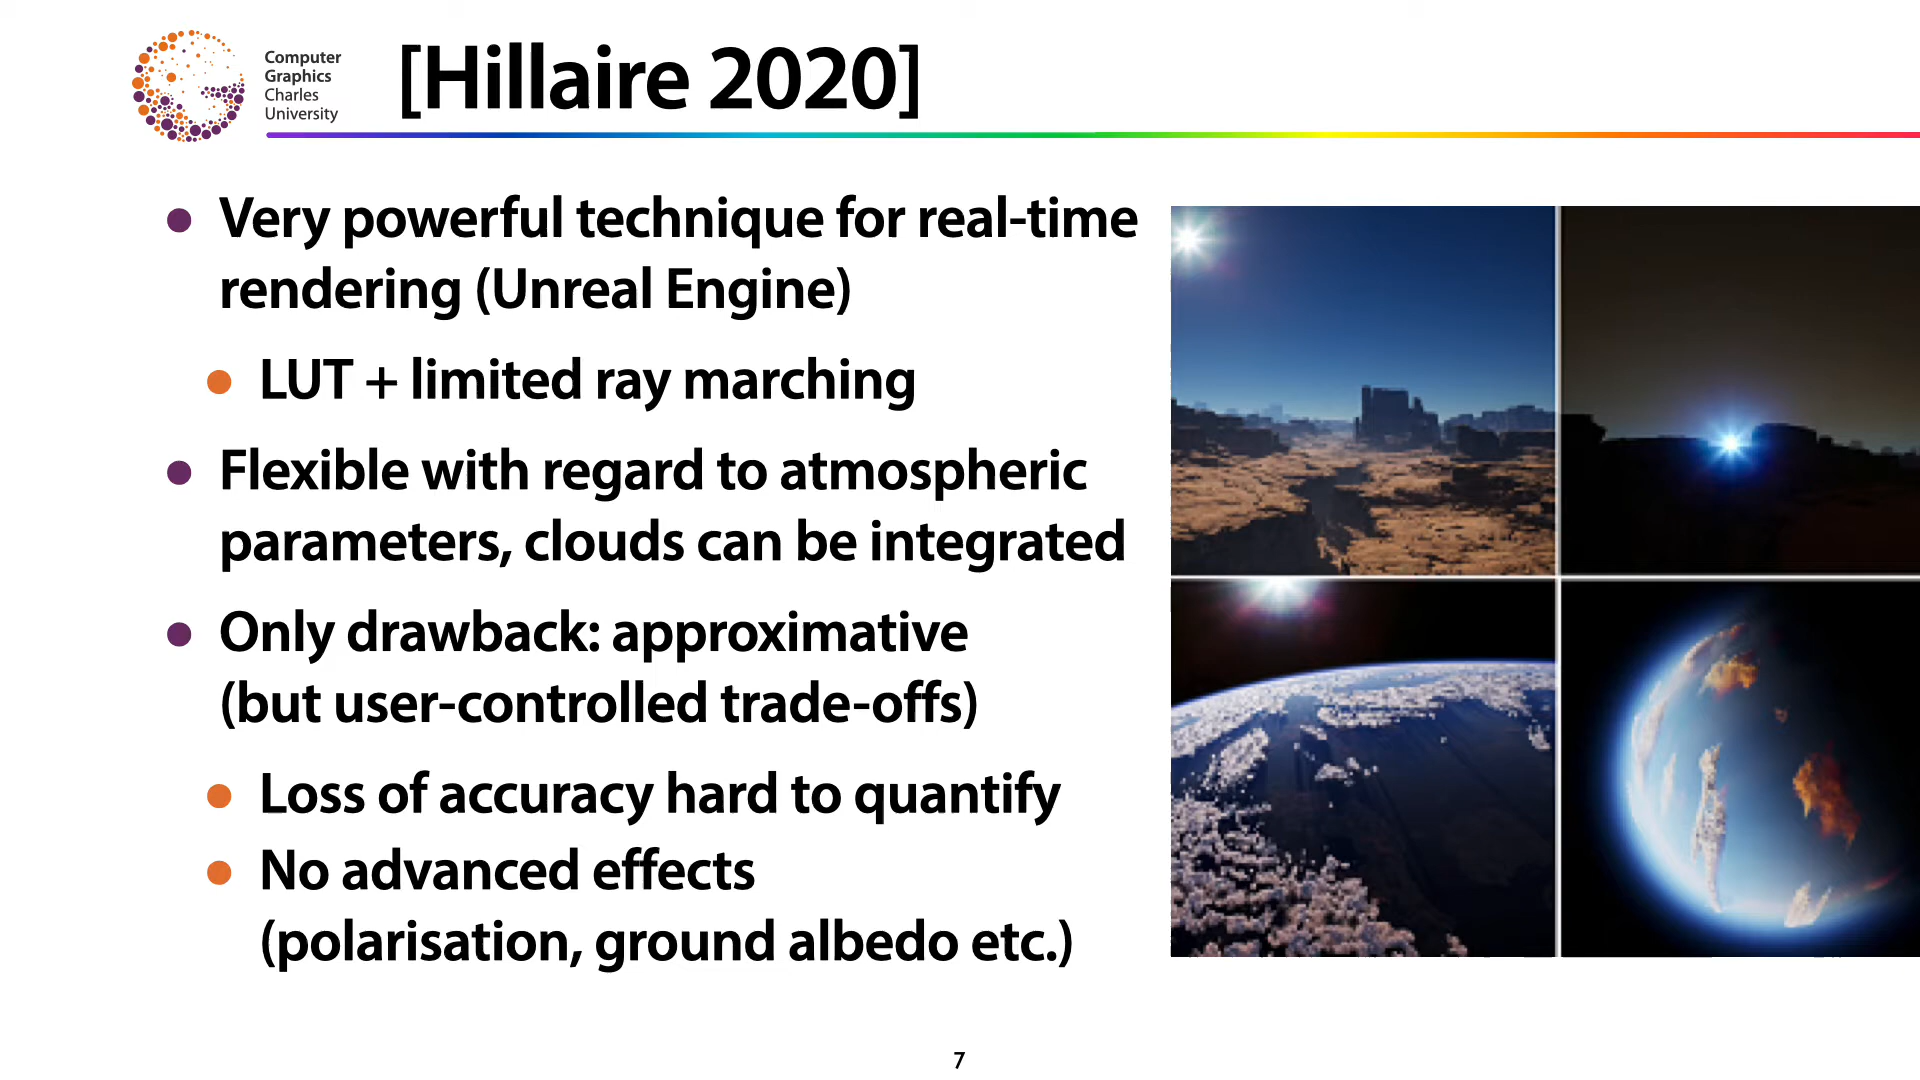 Computer
Graphics
Charles
University
[Hillaire 2020]
Very powerful technique for real-time
rendering (Unreal Engine)
LUT + limited ray marching
Flexible with regard to atmospheric
parameters, clouds can be integrated
Only drawback: approximative
(but user-controlled trade-offs)
Loss of accuracy hard to quantify
No advanced effects
(polarisation, ground albedo etc.)
7